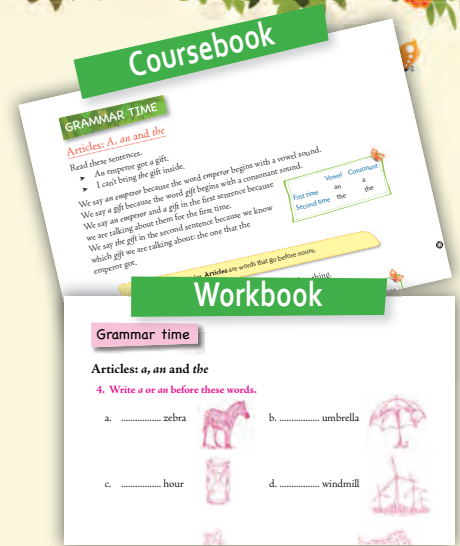 Coursebook
GRAMMAR TIME
Articles: A, an and the
Read these sentences.
➤ An emperor got a gift.
➤ I can't bring the gift inside.
We say an emperor because the word emperor begins with a vowel sound.
We say a gift because the word gift begins with a consonant sound.
We say an emperor and a gift in the first sentence because
we are talking about them for the first time.
We say the gift in the second sentence because we know
which gift we are talking about: the one that the
emperor got.
Vowel Consonant
First time an a
Second time the the
Articles are words that go before nouns.
thing.
Workbook
Grammar time
Articles: a, an and the
4. Write a or an before these words.
a. ................ zebra
b. ................ umbrella
c. ................ hour
d. ................ windmill